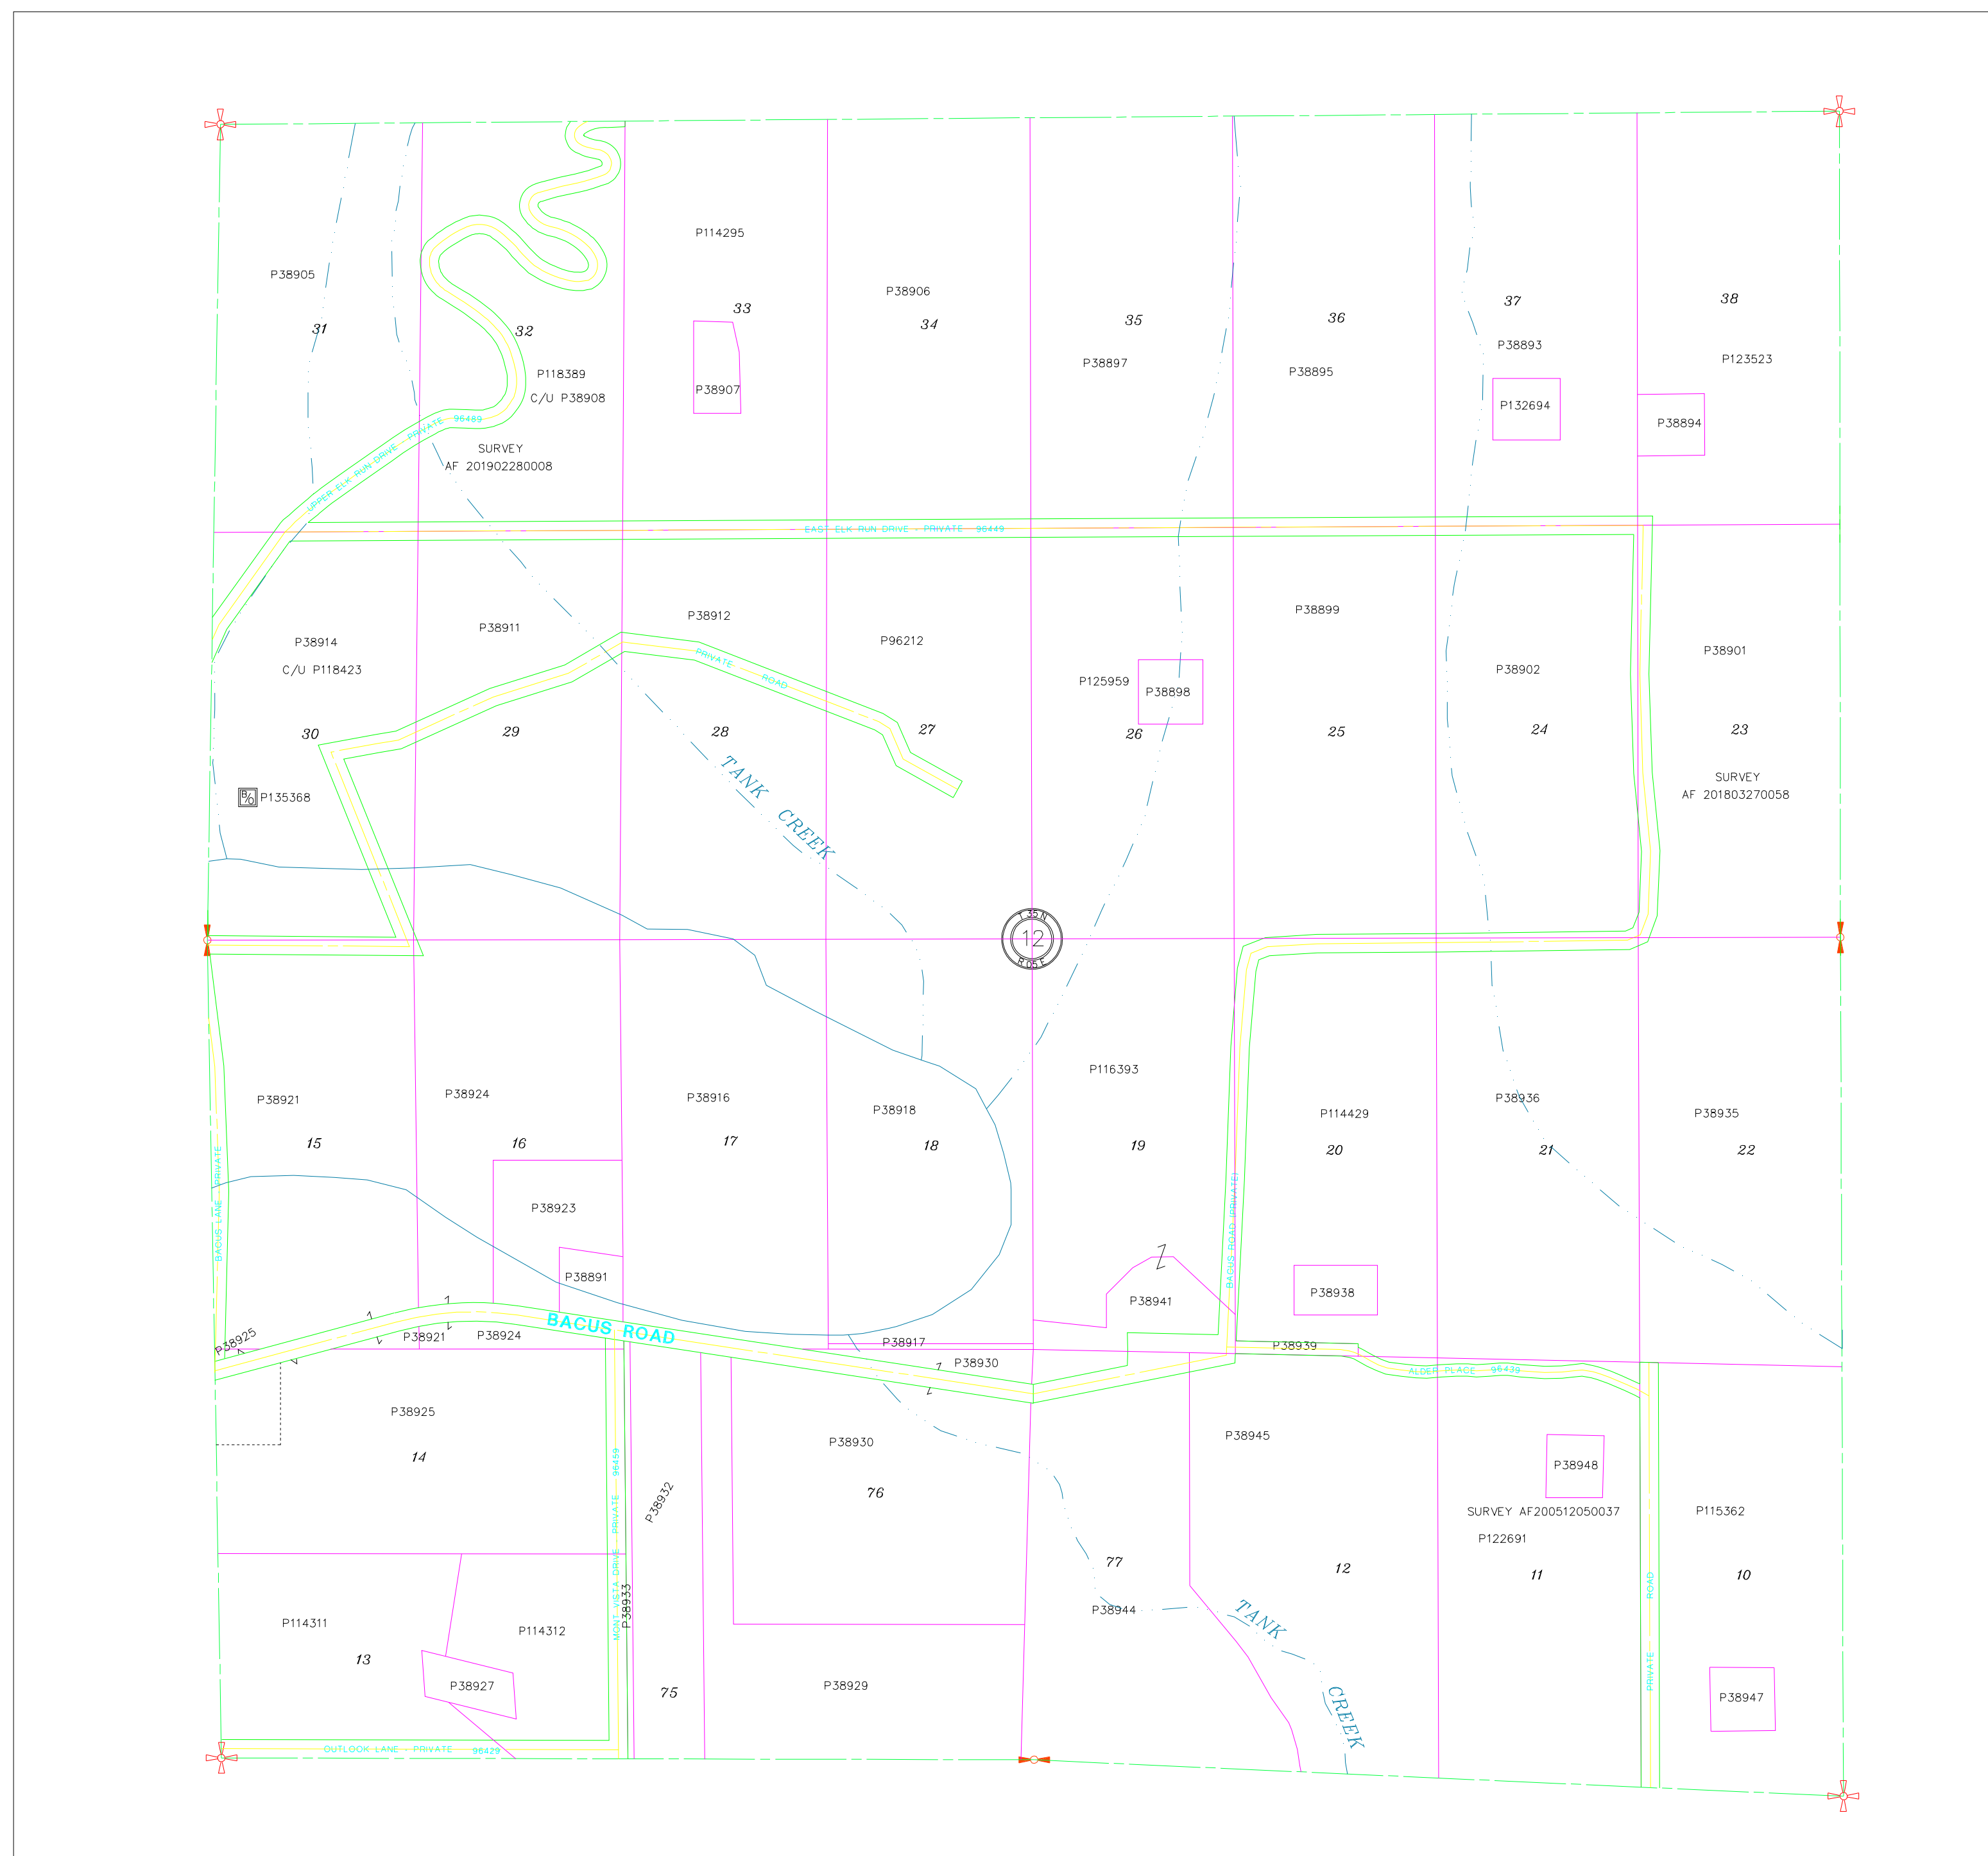 P114295
P38905
P38906
33
38
37
31
32
34
35
36
P38893
P123523
P38897
P38895
P118389
P38907
C/U P38908
P132694
P38894
UPPER ELK RUN DRIVE - PRIVATE 96489
SURVEY
AF 201902280008
EAST ELK RUN DRIVE - PRIVATE 96449
P38912
P38899
P38911
P38914
P96212
P38901
C/U P118423
PRIVATE ROAD
P38902
P125959
P38898
30
29
28
27
26
25
24
23
TANK CREEK
SURVEY
AF 201803270058
B/O P135368
T.35N
12
R.05E
P116393
P38921
P38924
P38916
P38918
P114429
P38936
P38935
15
16
17
18
19
20
21
22
BACUS LANE - PRIVATE
P38923
BACUS ROAD (PRIVATE)
P38891
P38938
P38941
BACUS ROAD
P38925
P38921
P38924
P38917
P38939
P38930
ALDER PLACE 96439
P38925
P38930
P38945
14
MONT VISTA DRIVE - PRIVATE 96459
P38948
P38932
76
SURVEY AF200512050037
P115362
P122691
77
12
11
10
P38933
P38944
PRIVATE ROAD
P114311
P114312
TANK CREEK
13
P38927
75
P38929
P38947
OUTLOOK LANE - PRIVATE 96429